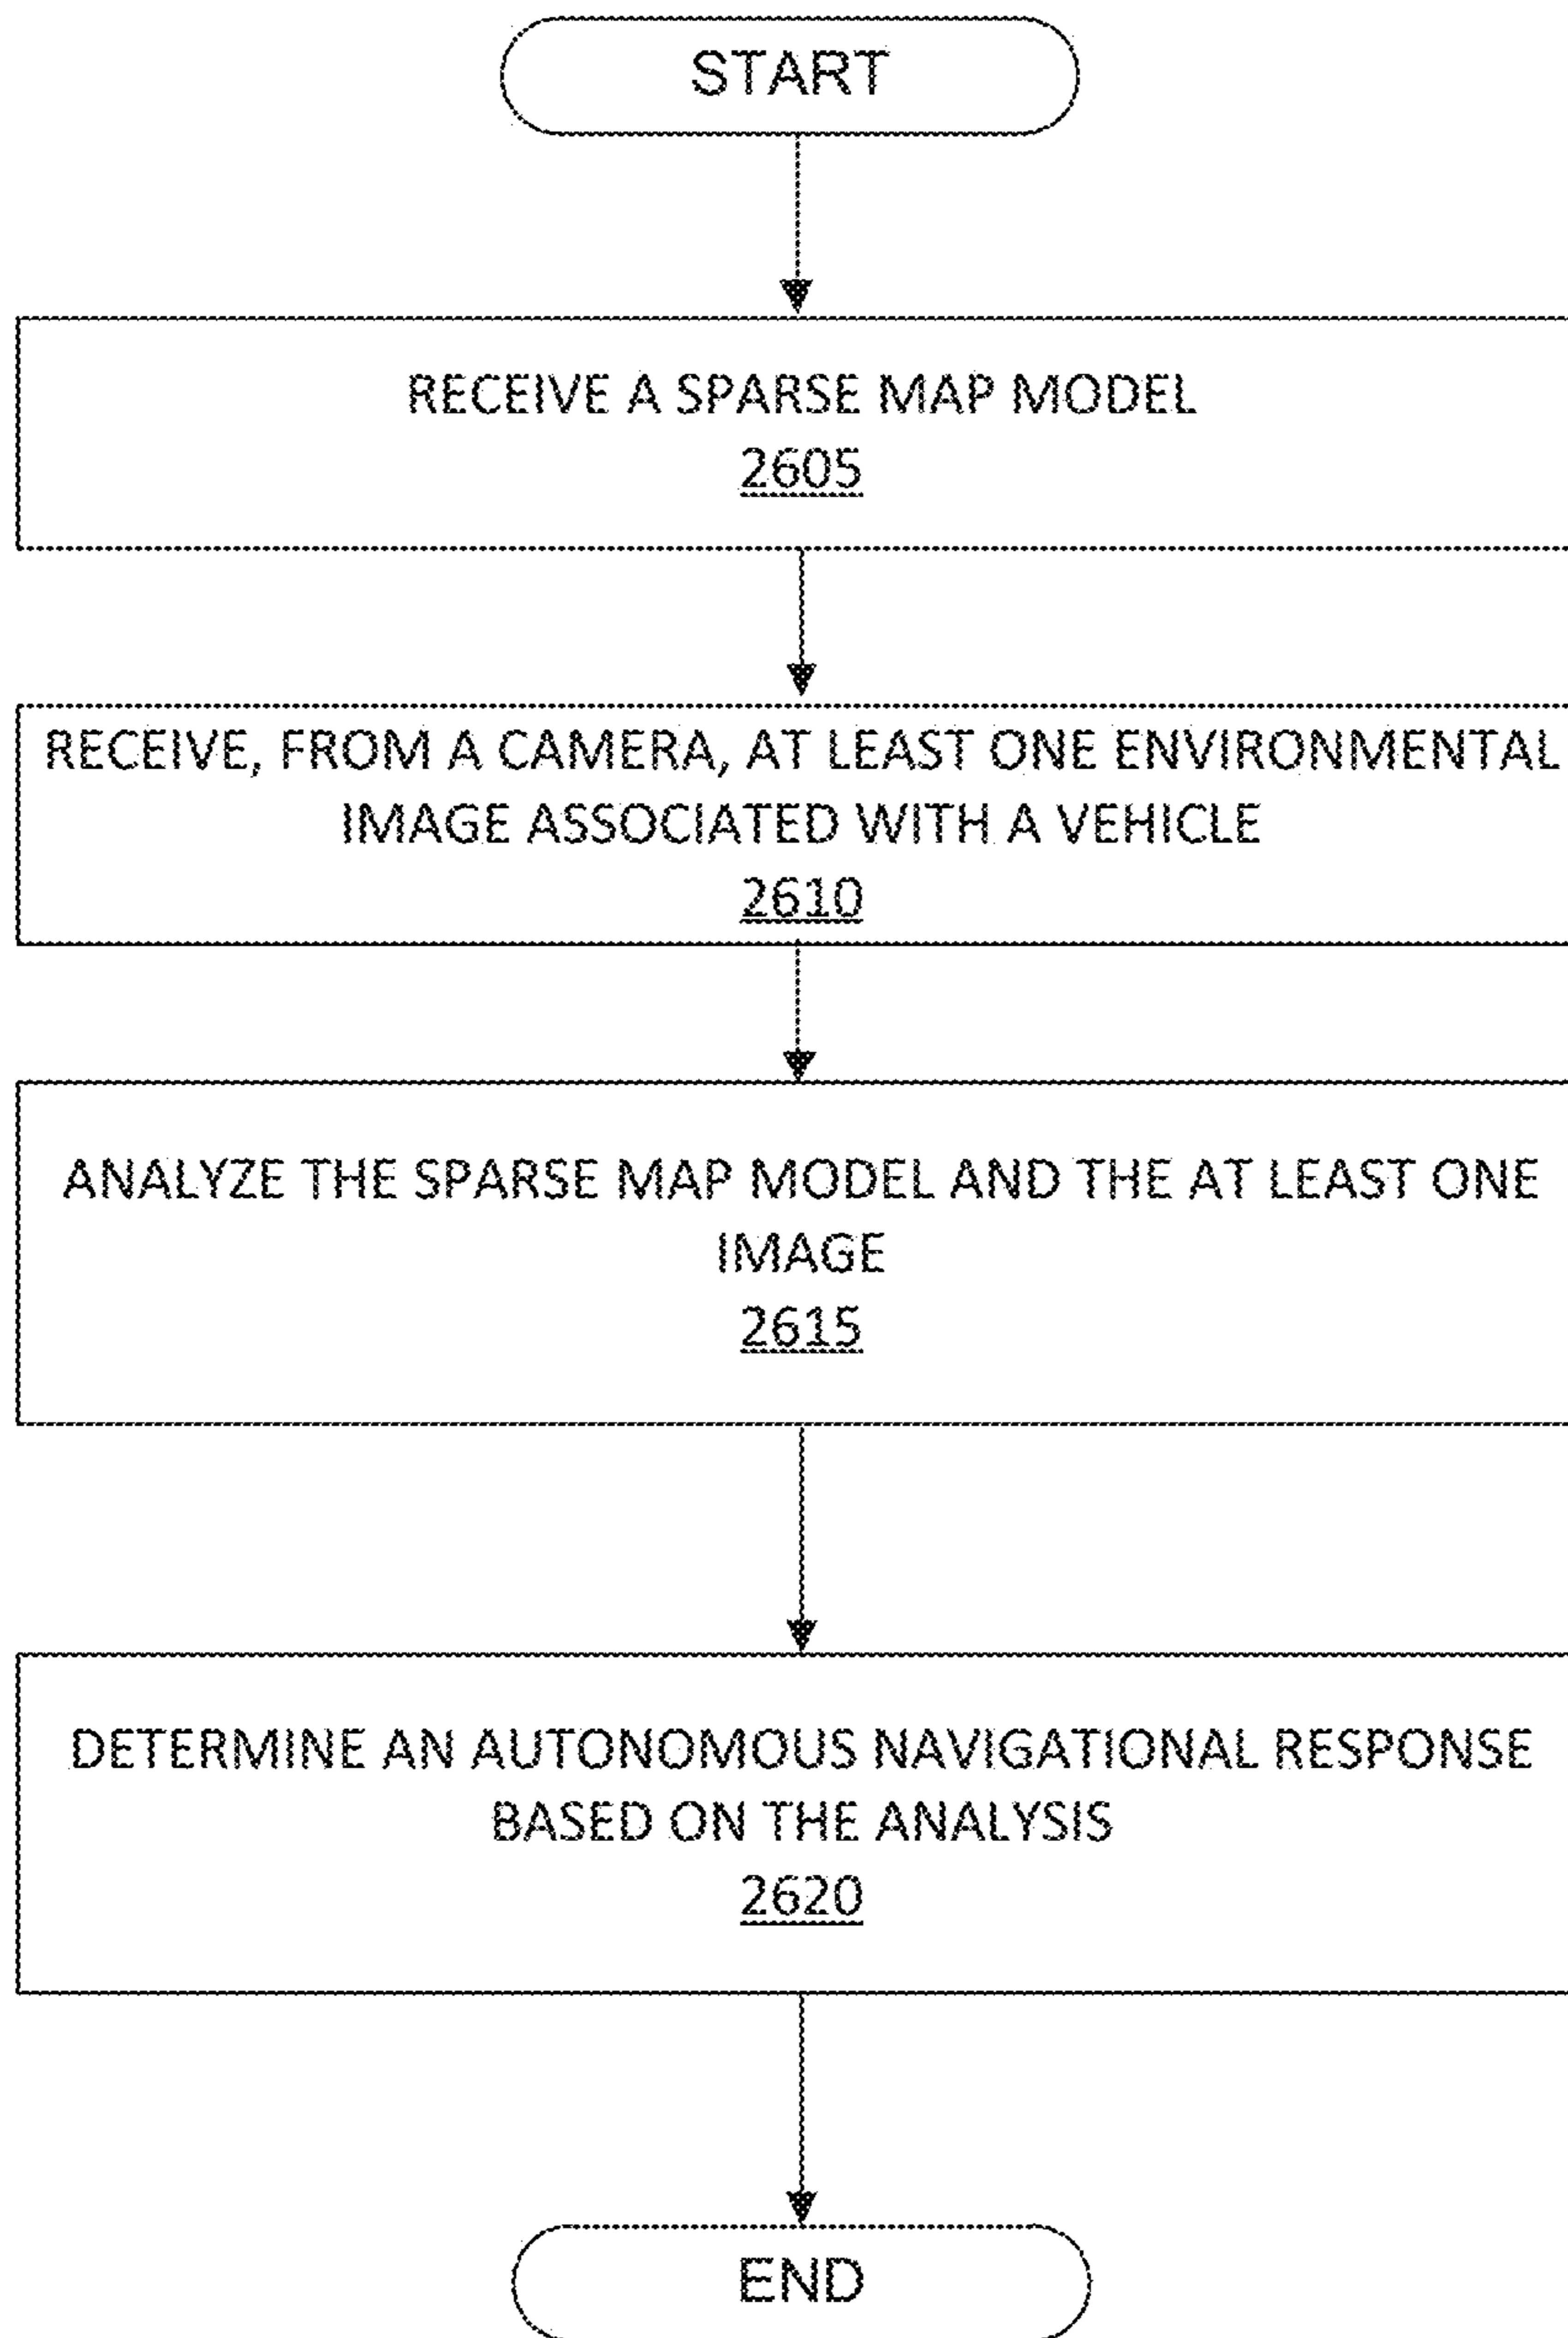 START
RECEIVE A SPARSE MAP MODEL
2605
RECEIVE, FROM A CAMERA, AT LEAST ONE ENVIRONMENTAL
IMAGE ASSOCIATED WITH A VEHICLE
2610
ANALYZE THE SPARSE MAP MODEL AND THE AT LEAST ONE
IMAGE
2615
DETERMINE AN AUTONOMOUS NAVIGATIONAL RESPONSE
BASED ON THE ANALYSIS
2620
END